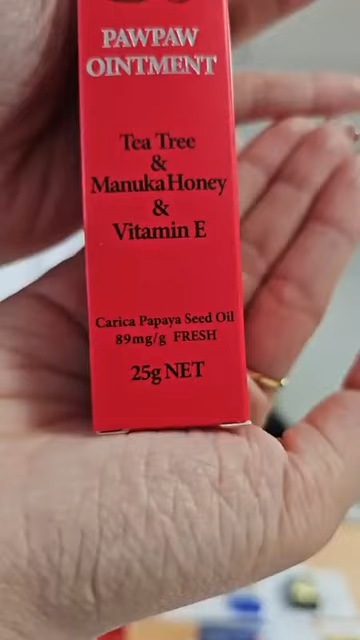 PAWPAW
OINTMENT
Tea Tree
&
Manuka Honey
&
Vitamin E
Carica Papaya Seed Oil
89mg/g FRESH
25g NET